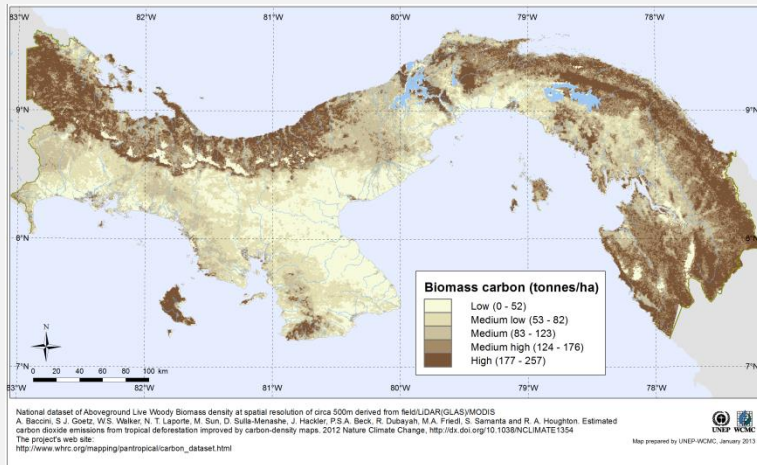 83°W
82°W
81°W
80°W
79°W
78°W
9°N
9°N
8°N
8°N
7°N
7°N
N
0 20 40 60 80 100
km
Biomass carbon (tonnes/ha)
Low (0 - 52)
Medium low (53 - 82)
Medium (83 - 123)
Medium high (124 - 176)
High (177 - 257)
83°W
82°W
81°W
80°W
79°W
78°W
National dataset of Aboveground Live Woody Biomass density at spatial resolution of circa 500m derived from field/LiDAR(GLAS)/MODIS
A. Baccini, S J. Goetz, W.S. Walker, N. T. Laporte, M. Sun, D. Sulla-Menashe, J. Hackler, P.S.A. Beck, R. Dubayah, M.A. Friedl, S. Samanta and R. A. Houghton. Estimated
carbon dioxide emissions from tropical deforestation improved by carbon-density maps. 2012 Nature Climate Change, http://dx.doi.org/10.1038/NCLIMATE1354
The project's web site:
http://www.whrc.org/mapping/pantropical/carbon_dataset.html
UNEP WCMC
Map prepared by UNEP-WCMC, January 2013